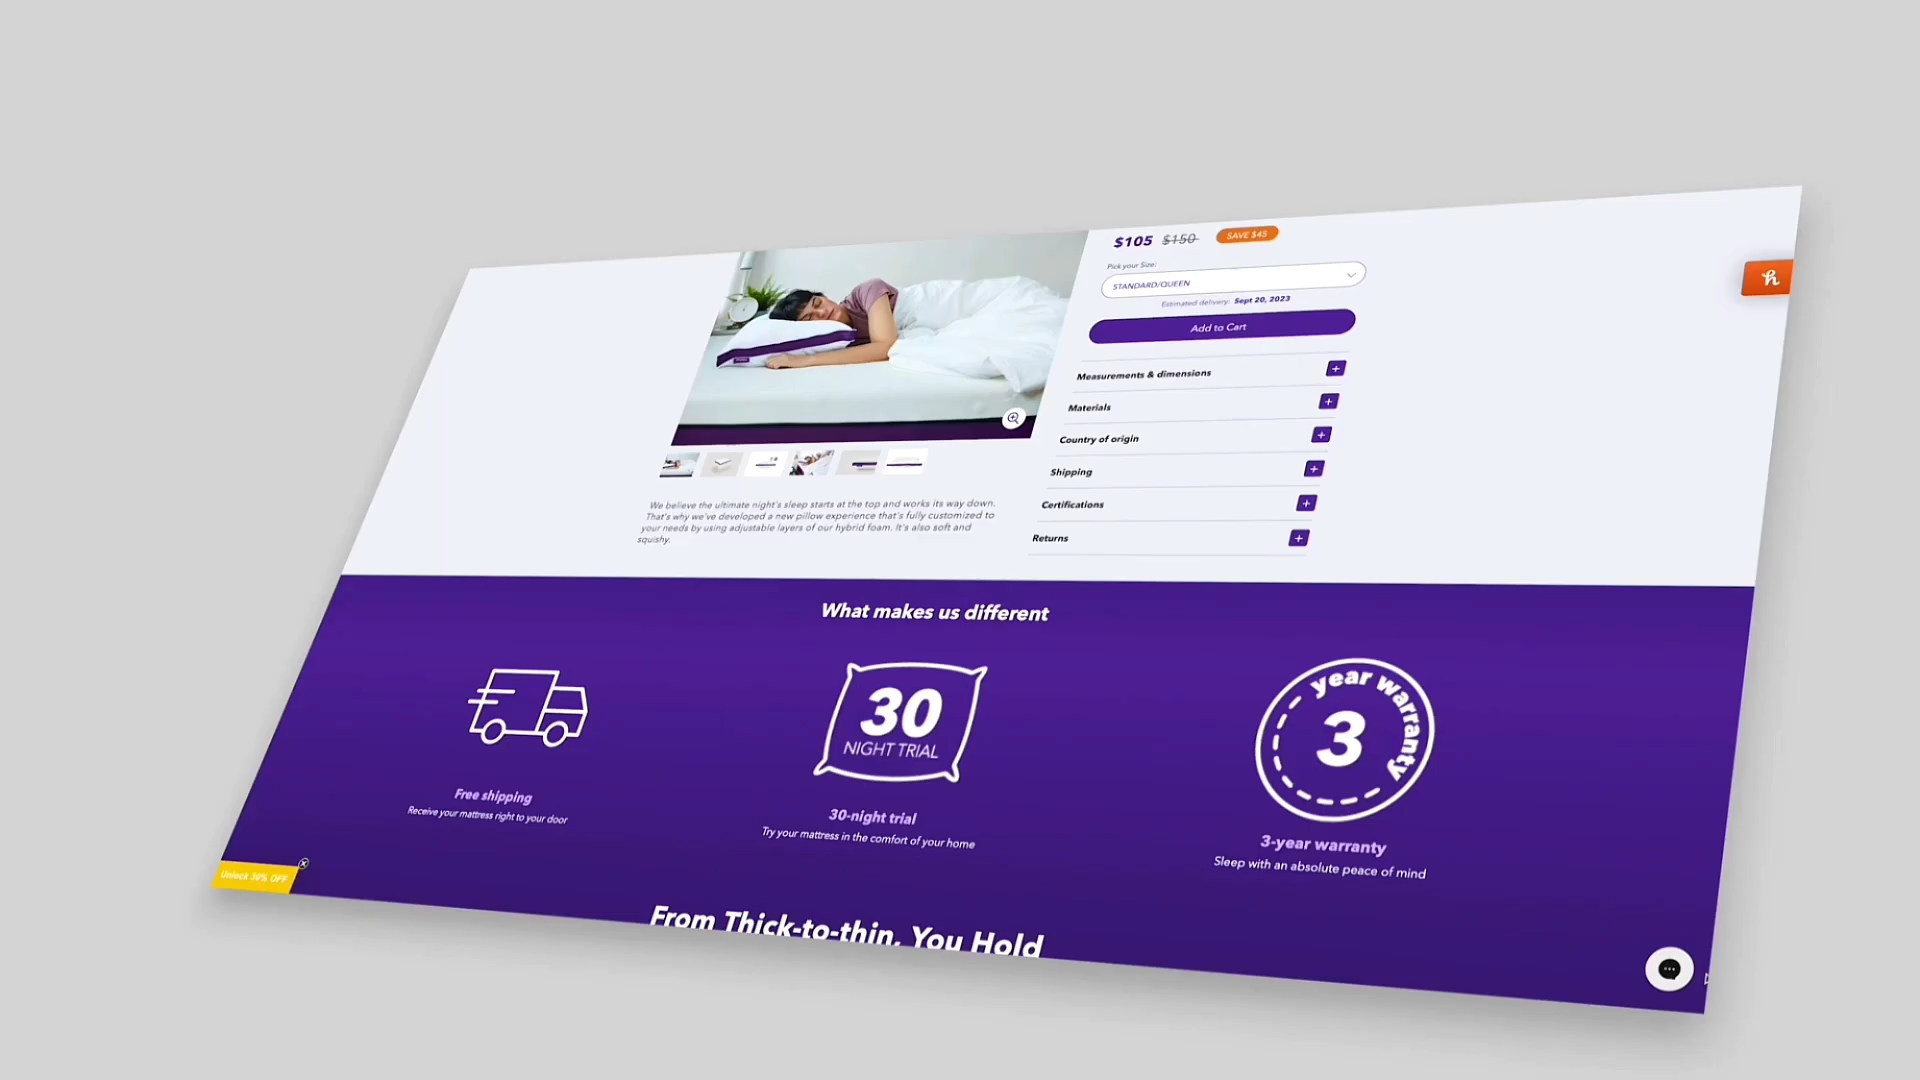 $105 $150 SAVE $45
Pick your Size:
STANDARD/QUEEN
Estimated delivery: Sept 20, 2023
Add to Cart
Measurements & dimensions
Materials
Country of origin
Shipping
Certifications
Returns
We believe the ultimate night's sleep starts at the top and works its way down.
That's why we've developed a new pillow experience that's fully customized to
your needs by using adjustable layers of our hybrid foam. It's also soft and
squishy.
What makes us different
30
NIGHT TRIAL
year warranty
3
Free shipping
Receive your mattress right to your door
30-night trial
Try your mattress in the comfort of your home
3-year warranty
Sleep with an absolute peace of mind
Unlock 30% OFF
From Thick-to-thin, You Hold